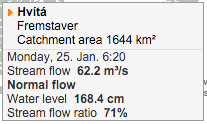 Hvítá
Fremstaver
Catchment area 1644 km²
Monday, 25. Jan. 6:20
Stream flow 62.2 m³/s
Normal flow
Water level 168.4 cm
Stream flow ratio 71%